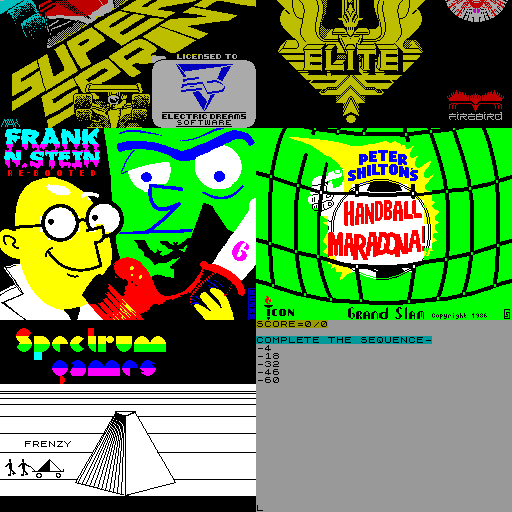 SUPER
SPRINT
LICENSED TO
ELECTRIC DREAMS
SOFTWARE
ELITE
FIREBIRD
FRANK
N. STEIN
RE-BOOTED
6
PETER
SHILTONS
HANDBALL
MARADONA!
ICON
GRAND SLAM
Copyright 1986
Spectrum
games
FRENZY
SCORE=0/0
COMPLETE THE SEQUENCE-
-4
-18
-32
-46
-60
L